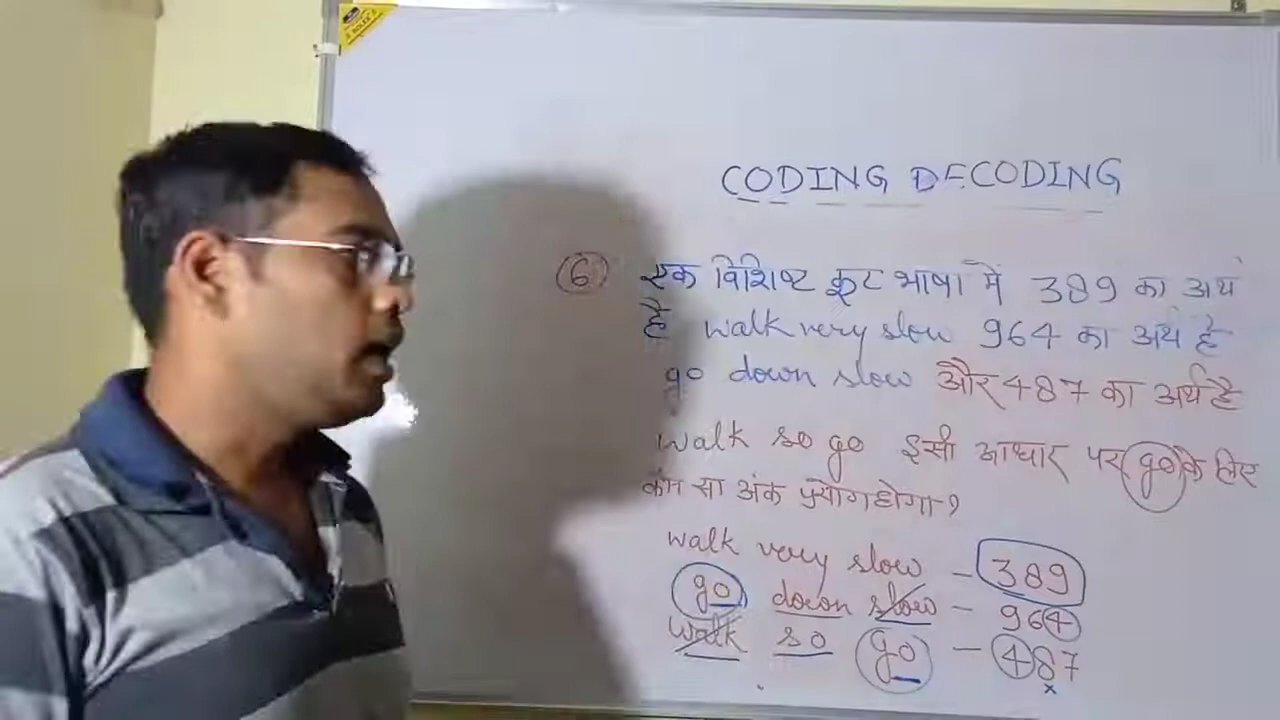 CODING DECODING
6 एक विशिष्ट कूट भाषा में 389 का अर्थ
है walk very slow 964 का अर्थ है
go down slow और 487 का अर्थ है
walk so go इसी आधार पर go के लिए
कौन सा अंक प्रयोग होगा?
walk very slow - 389
go down slow - 964
walk so go - 487
x